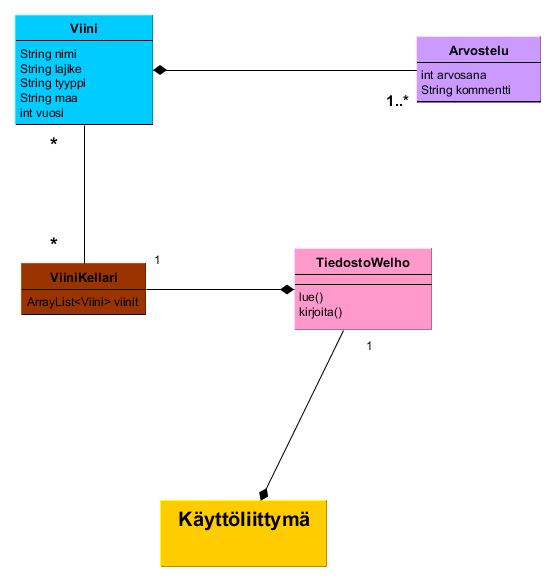 Viini
String nimi
String lajike
String tyyppi
String maa
int vuosi
Arvostelu
int arvosana
String kommentti
1..*
*
*
ViiniKellari
ArrayList<Viini> viinit
1
TiedostoWelho
lue()
kirjoita()
1
Käyttöliittymä